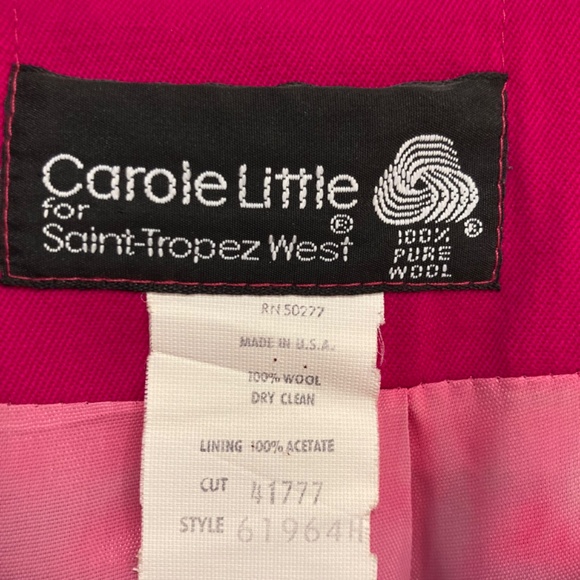 Carole Little
for
Saint-Tropez West®
®
100%
PURE
WOOL
RN 50277
MADE IN U.S.A.
100% WOOL
DRY CLEAN
LINING 100% ACETATE
CUT 41777
STYLE 61964H